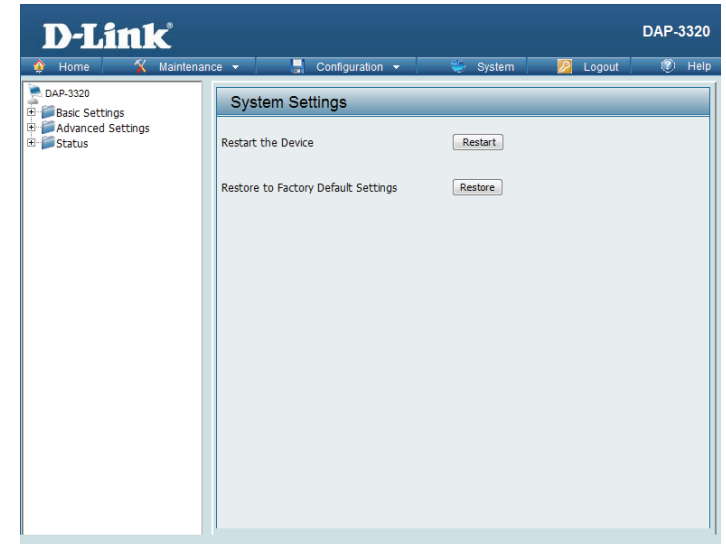 D-Link®
DAP-3320
Home Maintenance Configuration System Logout Help
DAP-3320
Basic Settings
Advanced Settings
Status
System Settings
Restart the Device Restart
Restore to Factory Default Settings Restore